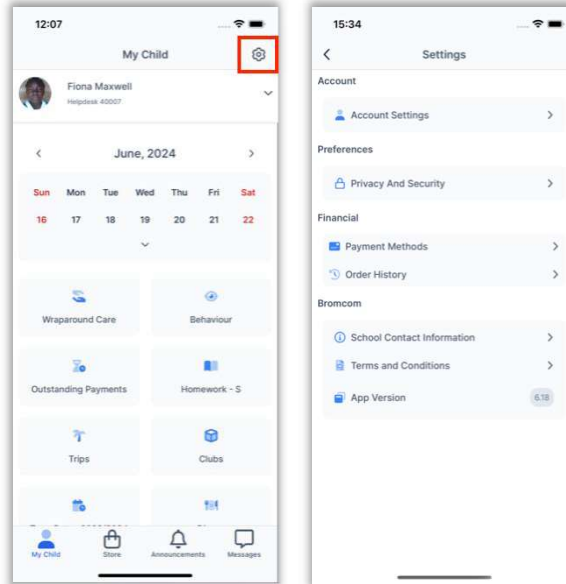 12:07
My Child
Fiona Maxwell
Helpdesk 40007
June, 2024
Sun Mon Tue Wed Thu Fri Sat
16 17 18 19 20 21 22
Wraparound Care Behaviour
Outstanding Payments Homework - S
Trips Clubs
My Child Store Announcements Messages
15:34
Settings
Account
Account Settings
Preferences
Privacy And Security
Financial
Payment Methods
Order History
Bromcom
School Contact Information
Terms and Conditions
App Version 6.18